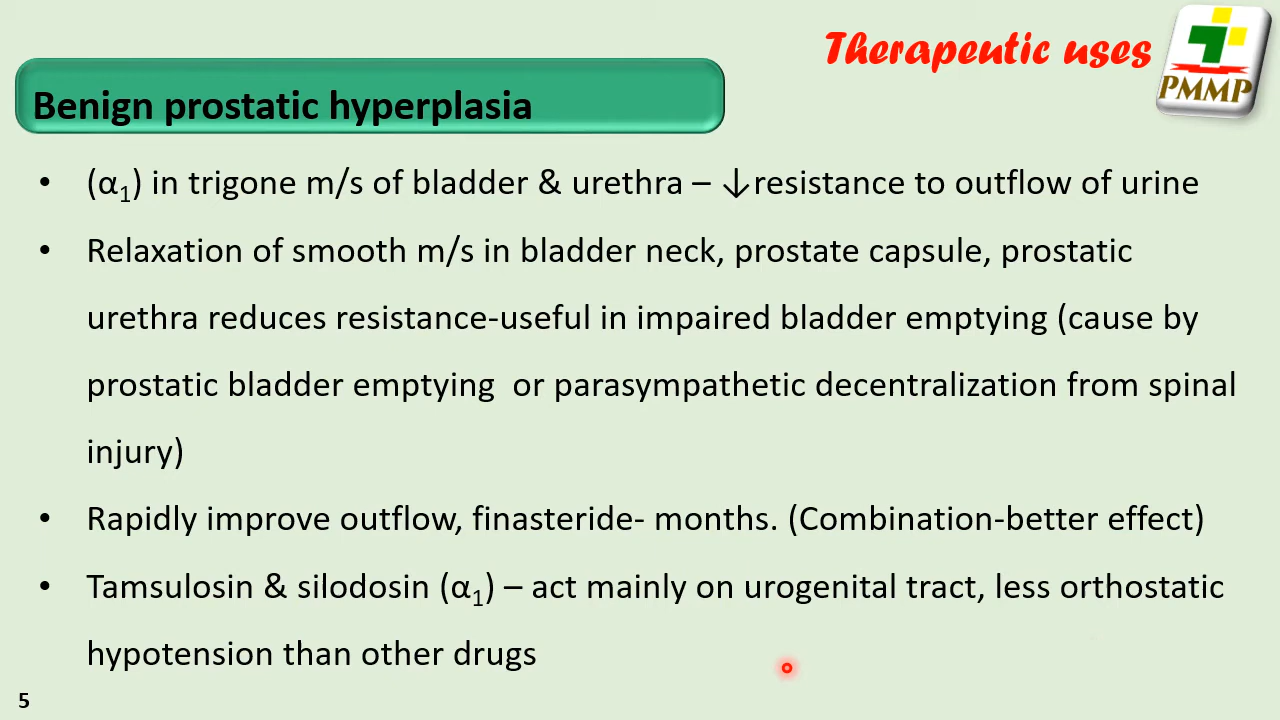 Therapeutic uses
PMMP
Benign prostatic hyperplasia
• (α₁) in trigone m/s of bladder & urethra – ↓resistance to outflow of urine
• Relaxation of smooth m/s in bladder neck, prostate capsule, prostatic
urethra reduces resistance-useful in impaired bladder emptying (cause by
prostatic bladder emptying or parasympathetic decentralization from spinal
injury)
• Rapidly improve outflow, finasteride- months. (Combination-better effect)
• Tamsulosin & silodosin (α₁) – act mainly on urogenital tract, less orthostatic
hypotension than other drugs
5